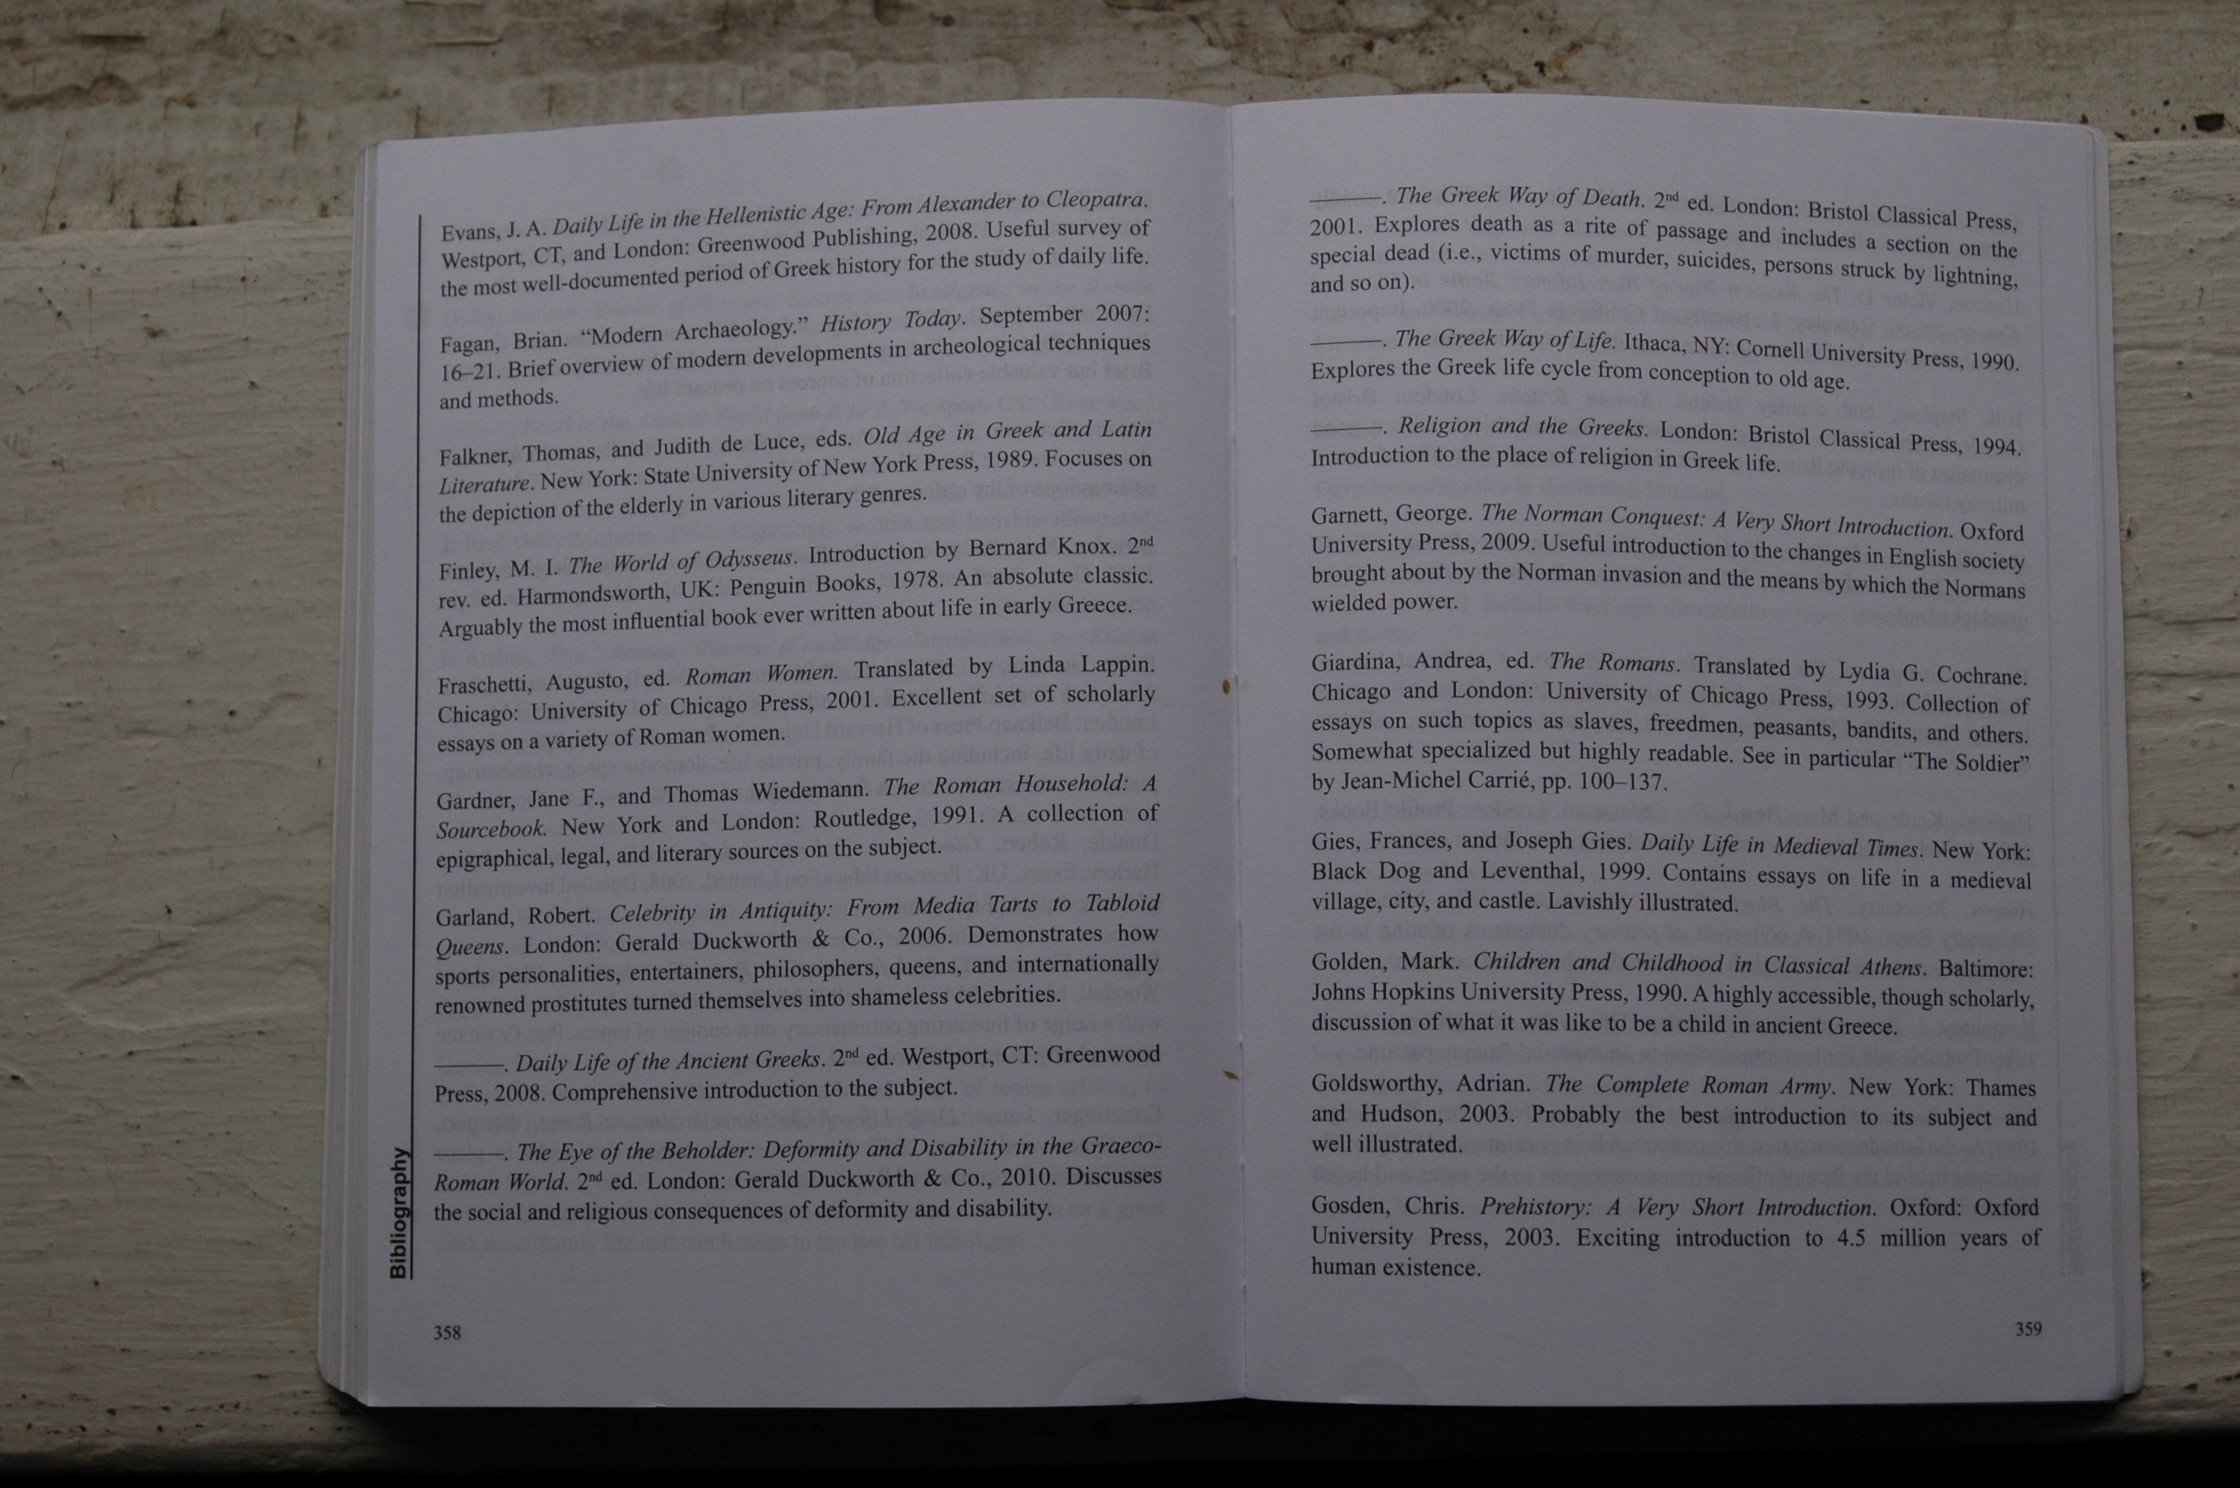 Evans, J. A. Daily Life in the Hellenistic Age: From Alexander to Cleopatra.
Westport, CT, and London: Greenwood Publishing, 2008. Useful survey of
the most well-documented period of Greek history for the study of daily life.
Fagan, Brian. “Modern Archaeology.” History Today. September 2007:
16–21. Brief overview of modern developments in archeological techniques
and methods.
Falkner, Thomas, and Judith de Luce, eds. Old Age in Greek and Latin
Literature. New York: State University of New York Press, 1989. Focuses on
the depiction of the elderly in various literary genres.
Finley, M. I. The World of Odysseus. Introduction by Bernard Knox. 2nd
rev. ed. Harmondsworth, UK: Penguin Books, 1978. An absolute classic.
Arguably the most influential book ever written about life in early Greece.
Fraschetti, Augusto, ed. Roman Women. Translated by Linda Lappin.
Chicago: University of Chicago Press, 2001. Excellent set of scholarly
essays on a variety of Roman women.
Gardner, Jane F., and Thomas Wiedemann. The Roman Household: A
Sourcebook. New York and London: Routledge, 1991. A collection of
epigraphical, legal, and literary sources on the subject.
Garland, Robert. Celebrity in Antiquity: From Media Tarts to Tabloid
Queens. London: Gerald Duckworth & Co., 2006. Demonstrates how
sports personalities, entertainers, philosophers, queens, and internationally
renowned prostitutes turned themselves into shameless celebrities.
———. Daily Life of the Ancient Greeks. 2nd ed. Westport, CT: Greenwood
Press, 2008. Comprehensive introduction to the subject.
———. The Eye of the Beholder: Deformity and Disability in the Graeco-
Roman World. 2nd ed. London: Gerald Duckworth & Co., 2010. Discusses
the social and religious consequences of deformity and disability.
Bibliography
358
———. The Greek Way of Death. 2nd ed. London: Bristol Classical Press,
2001. Explores death as a rite of passage and includes a section on the
special dead (i.e., victims of murder, suicides, persons struck by lightning,
and so on).
———. The Greek Way of Life. Ithaca, NY: Cornell University Press, 1990.
Explores the Greek life cycle from conception to old age.
———. Religion and the Greeks. London: Bristol Classical Press, 1994.
Introduction to the place of religion in Greek life.
Garnett, George. The Norman Conquest: A Very Short Introduction. Oxford
University Press, 2009. Useful introduction to the changes in English society
brought about by the Norman invasion and the means by which the Normans
wielded power.
Giardina, Andrea, ed. The Romans. Translated by Lydia G. Cochrane.
Chicago and London: University of Chicago Press, 1993. Collection of
essays on such topics as slaves, freedmen, peasants, bandits, and others.
Somewhat specialized but highly readable. See in particular “The Soldier”
by Jean-Michel Carrié, pp. 100–137.
Gies, Frances, and Joseph Gies. Daily Life in Medieval Times. New York:
Black Dog and Leventhal, 1999. Contains essays on life in a medieval
village, city, and castle. Lavishly illustrated.
Golden, Mark. Children and Childhood in Classical Athens. Baltimore:
Johns Hopkins University Press, 1990. A highly accessible, though scholarly,
discussion of what it was like to be a child in ancient Greece.
Goldsworthy, Adrian. The Complete Roman Army. New York: Thames
and Hudson, 2003. Probably the best introduction to its subject and
well illustrated.
Gosden, Chris. Prehistory: A Very Short Introduction. Oxford: Oxford
University Press, 2003. Exciting introduction to 4.5 million years of
human existence.
359